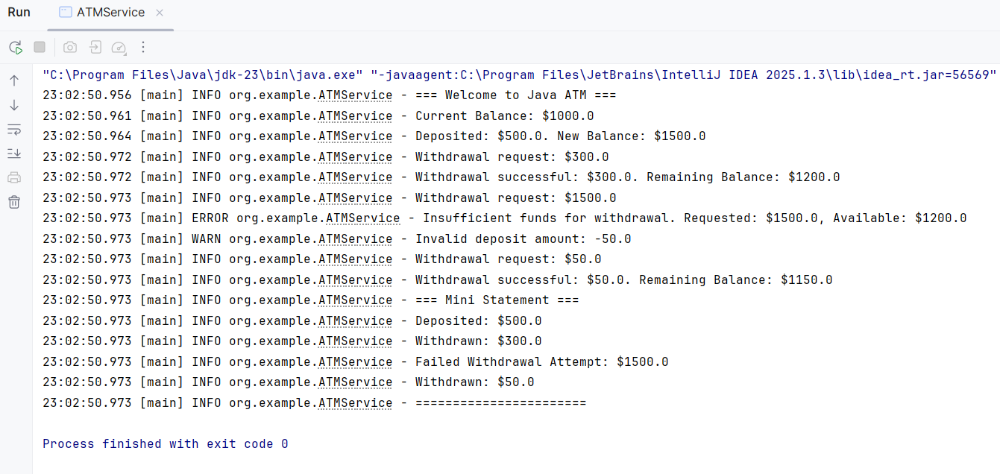 Run ATMService
"C:\Program Files\Java\jdk-23\bin\java.exe" "-javaagent:C:\Program Files\JetBrains\IntelliJ IDEA 2025.1.3\lib\idea_rt.jar=56569"
23:02:50.956 [main] INFO org.example.ATMService - === Welcome to Java ATM ===
23:02:50.961 [main] INFO org.example.ATMService - Current Balance: $1000.0
23:02:50.964 [main] INFO org.example.ATMService - Deposited: $500.0. New Balance: $1500.0
23:02:50.972 [main] INFO org.example.ATMService - Withdrawal request: $300.0
23:02:50.972 [main] INFO org.example.ATMService - Withdrawal successful: $300.0. Remaining Balance: $1200.0
23:02:50.973 [main] INFO org.example.ATMService - Withdrawal request: $1500.0
23:02:50.973 [main] ERROR org.example.ATMService - Insufficient funds for withdrawal. Requested: $1500.0, Available: $1200.0
23:02:50.973 [main] WARN org.example.ATMService - Invalid deposit amount: -50.0
23:02:50.973 [main] INFO org.example.ATMService - Withdrawal request: $50.0
23:02:50.973 [main] INFO org.example.ATMService - Withdrawal successful: $50.0. Remaining Balance: $1150.0
23:02:50.973 [main] INFO org.example.ATMService - === Mini Statement ===
23:02:50.973 [main] INFO org.example.ATMService - Deposited: $500.0
23:02:50.973 [main] INFO org.example.ATMService - Withdrawn: $300.0
23:02:50.973 [main] INFO org.example.ATMService - Failed Withdrawal Attempt: $1500.0
23:02:50.973 [main] INFO org.example.ATMService - Withdrawn: $50.0
23:02:50.973 [main] INFO org.example.ATMService - =======================
Process finished with exit code 0